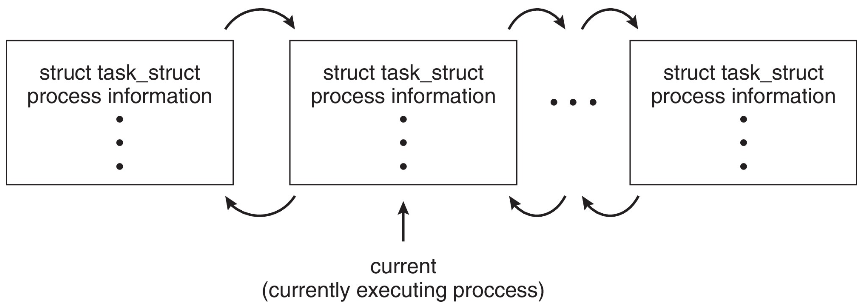 struct task_struct
process information
struct task_struct
process information
struct task_struct
process information
current
(currently executing proccess)